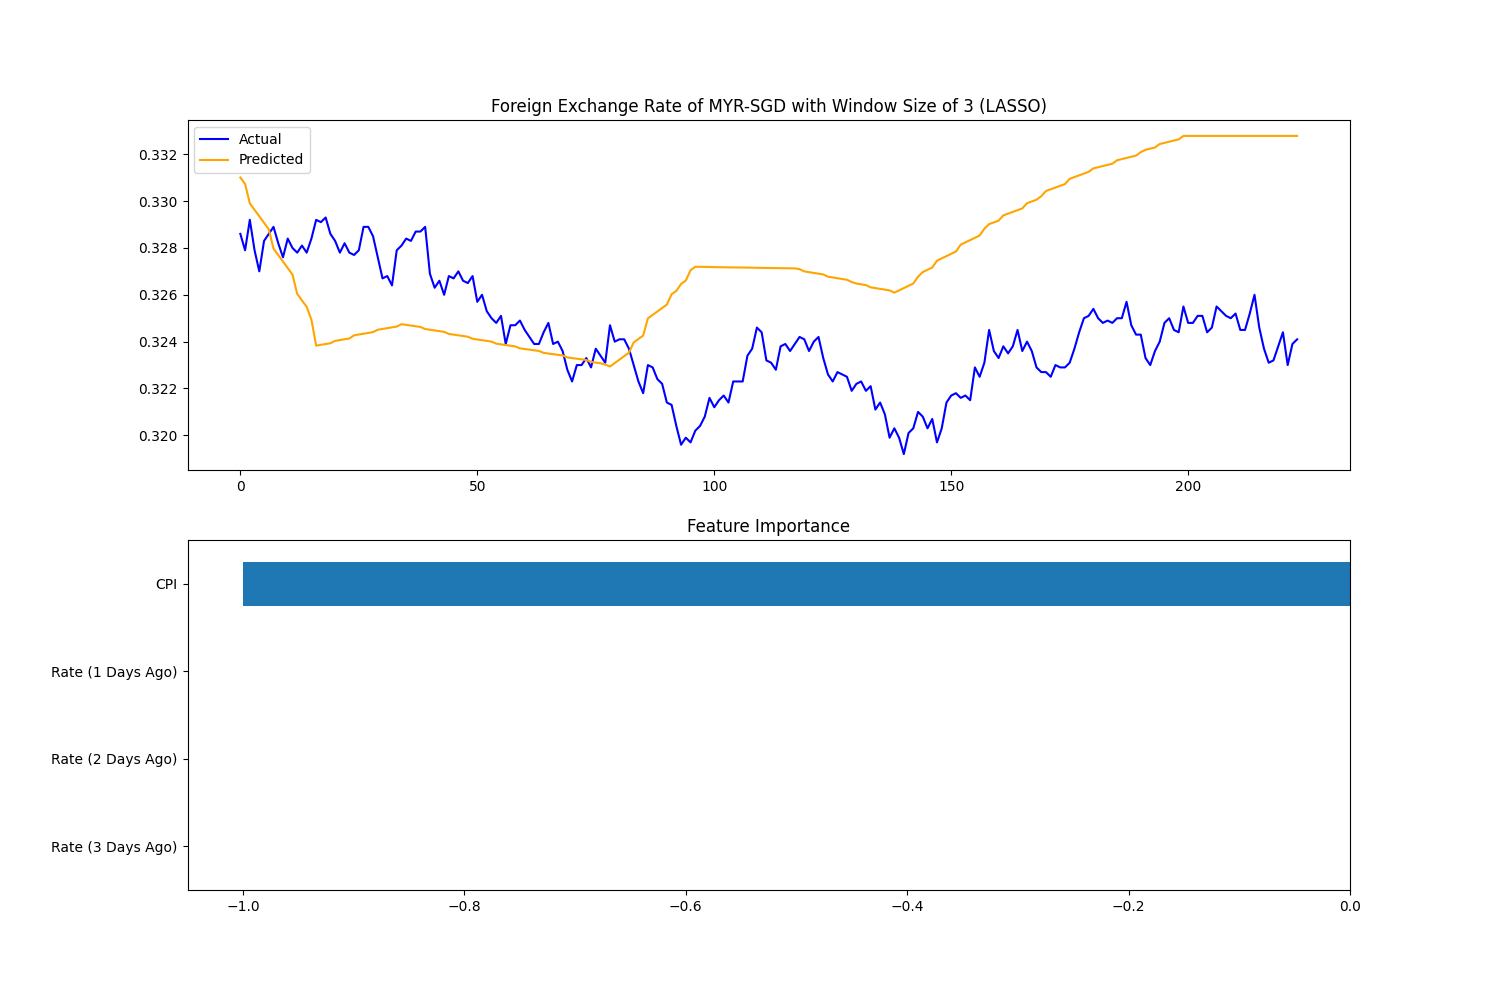 Foreign Exchange Rate of MYR-SGD with Window Size of 3 (LASSO)
Actual
Predicted
0.332
0.330
0.328
0.326
0.324
0.322
0.320
0 50 100 150 200
Feature Importance
CPI
Rate (1 Days Ago)
Rate (2 Days Ago)
Rate (3 Days Ago)
−1.0 −0.8 −0.6 −0.4 −0.2 0.0